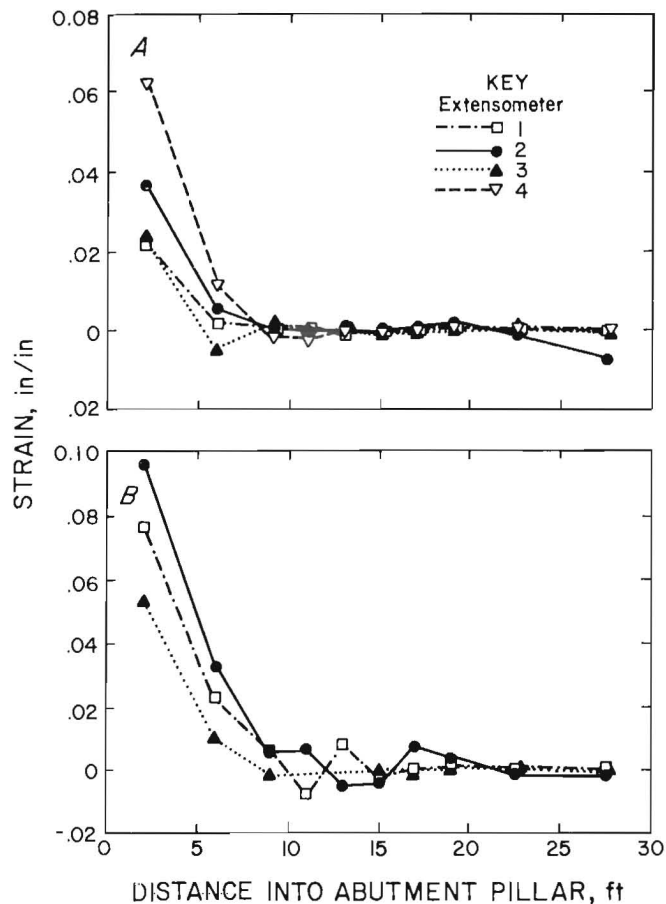 0.08
A
.06
.04
.02
0
.02
KEY
Extensometer
1
2
3
4
STRAIN, in/in
0.10
B
.08
.06
.04
.02
0
-.02
0 5 10 15 20 25 30
DISTANCE INTO ABUTMENT PILLAR, ft